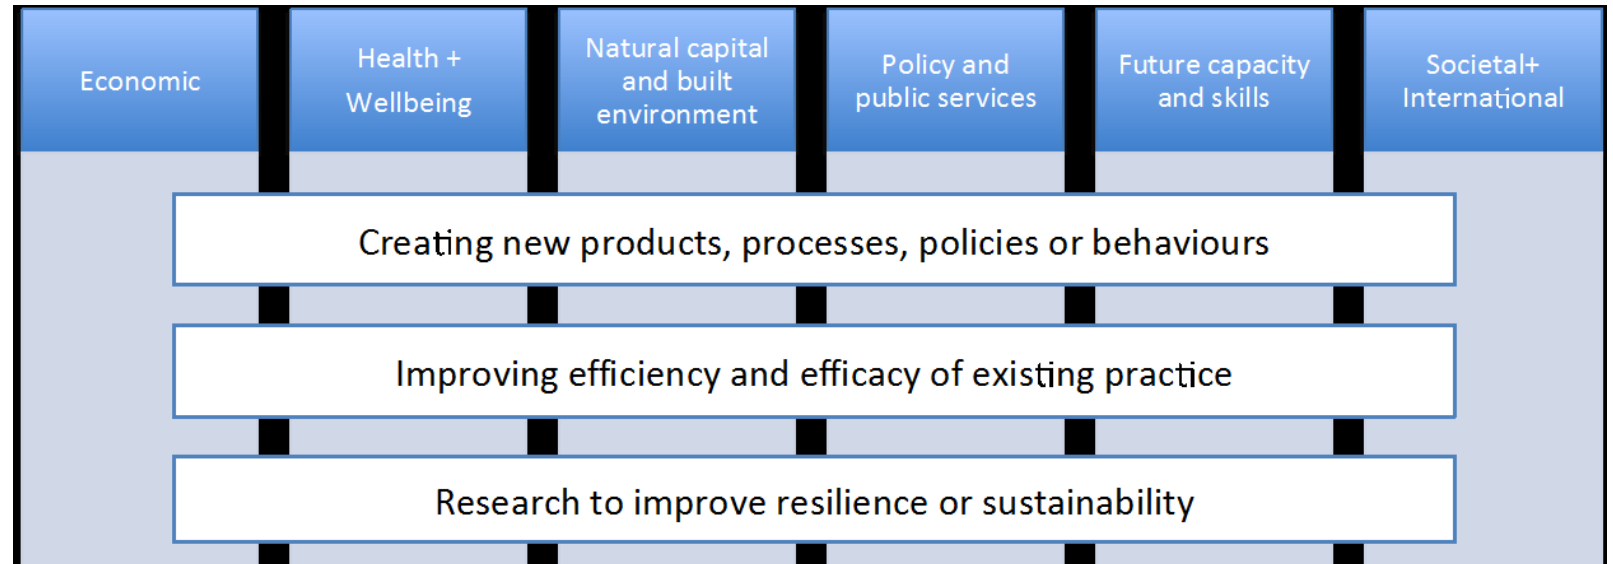 Economic
Health +
Wellbeing
Natural capital
and built
environment
Policy and
public services
Future capacity
and skills
Societal+
International
Creating new products, processes, policies or behaviours
Improving efficiency and efficacy of existing practice
Research to improve resilience or sustainability